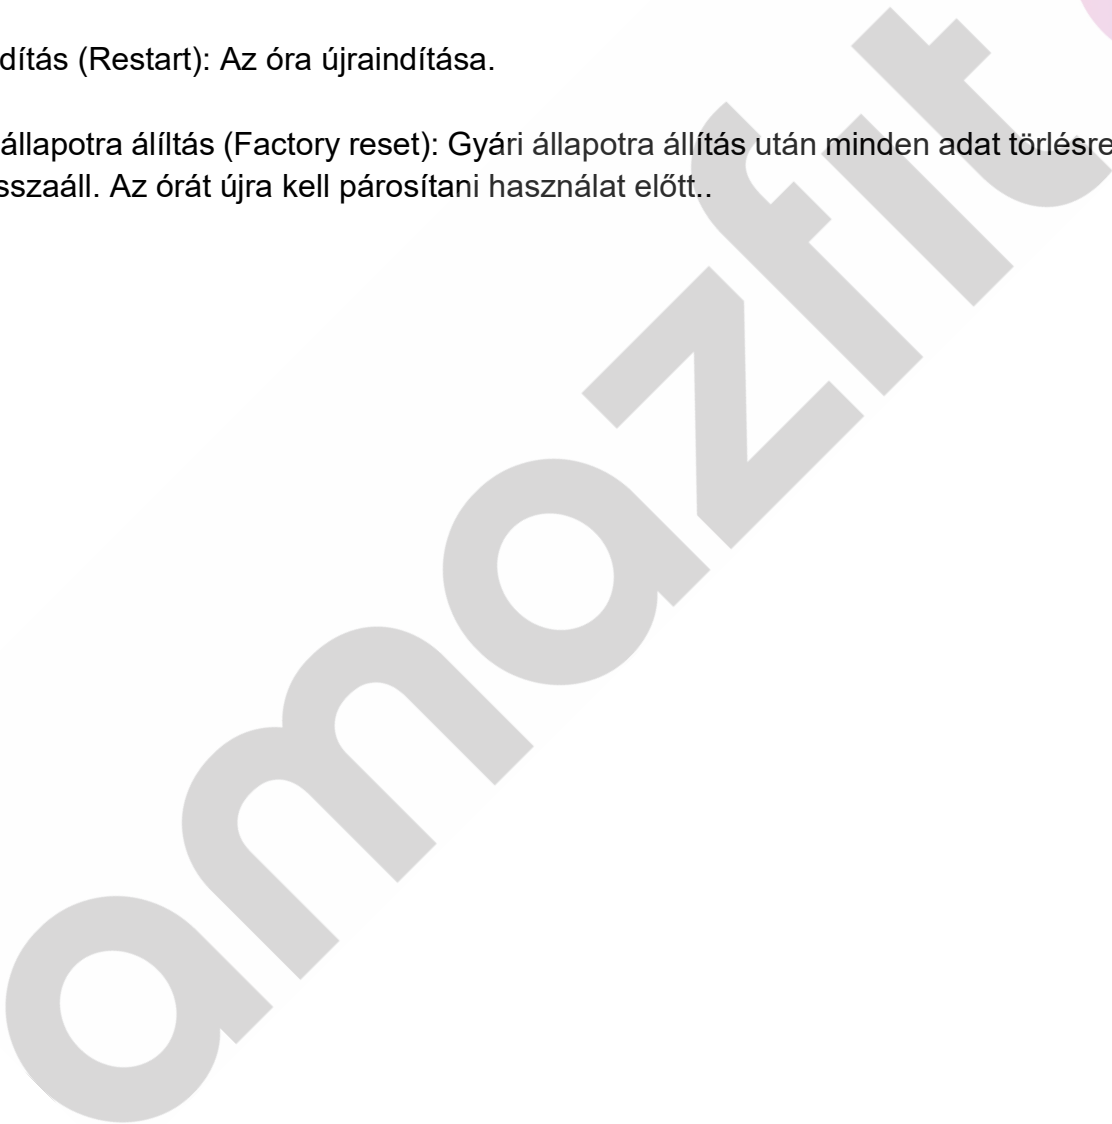 dítás (Restart): Az óra újraindítása.
állapotra álíltás (Factory reset): Gyári állapotra állítás után minden adat törlésre
sszaáll. Az órát újra kell párosítani használat előtt..
amazfit